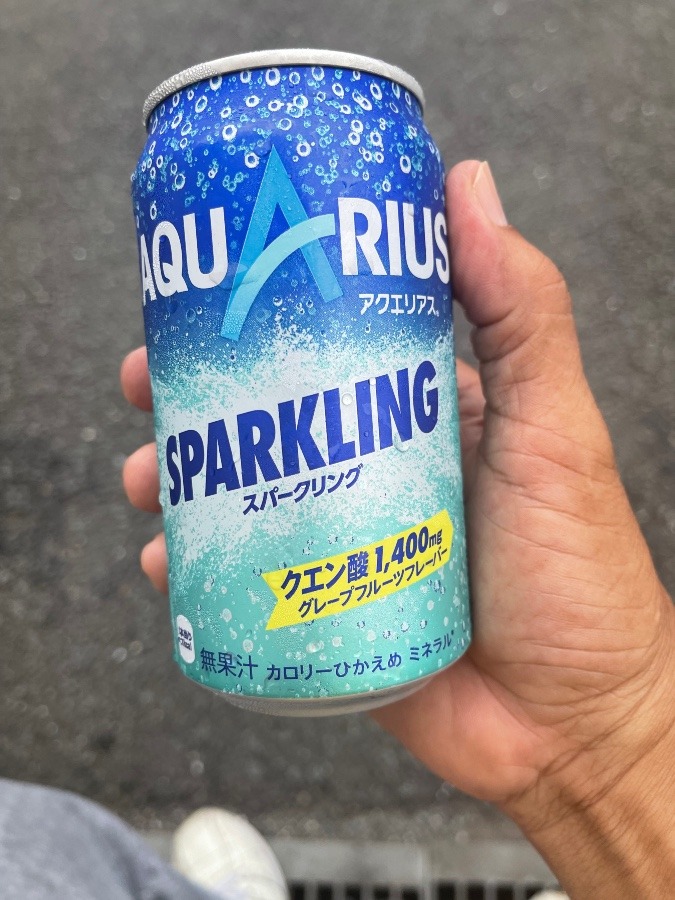 AQUARIUS
アクエリアス
SPARKLING
スパークリング
クエン酸 1,400mg
グレープフルーツフレーバー
無果汁 カロリーひかえめ ミネラル*